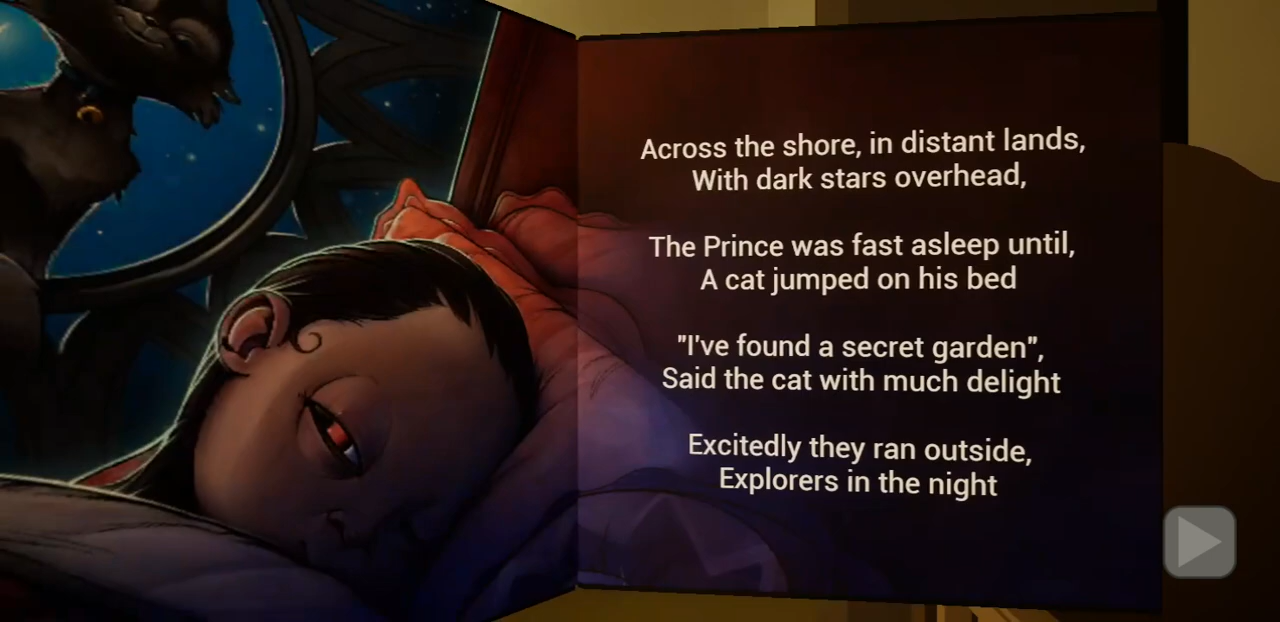 Across the shore, in distant lands,
With dark stars overhead,
The Prince was fast asleep until,
A cat jumped on his bed
"I've found a secret garden",
Said the cat with much delight
Excitedly they ran outside,
Explorers in the night